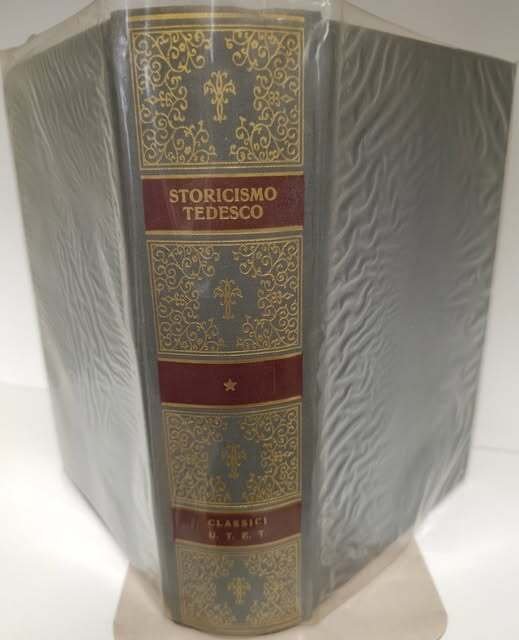 STORICISMO
TEDESCO
CLASSICI
U. T. E. T.